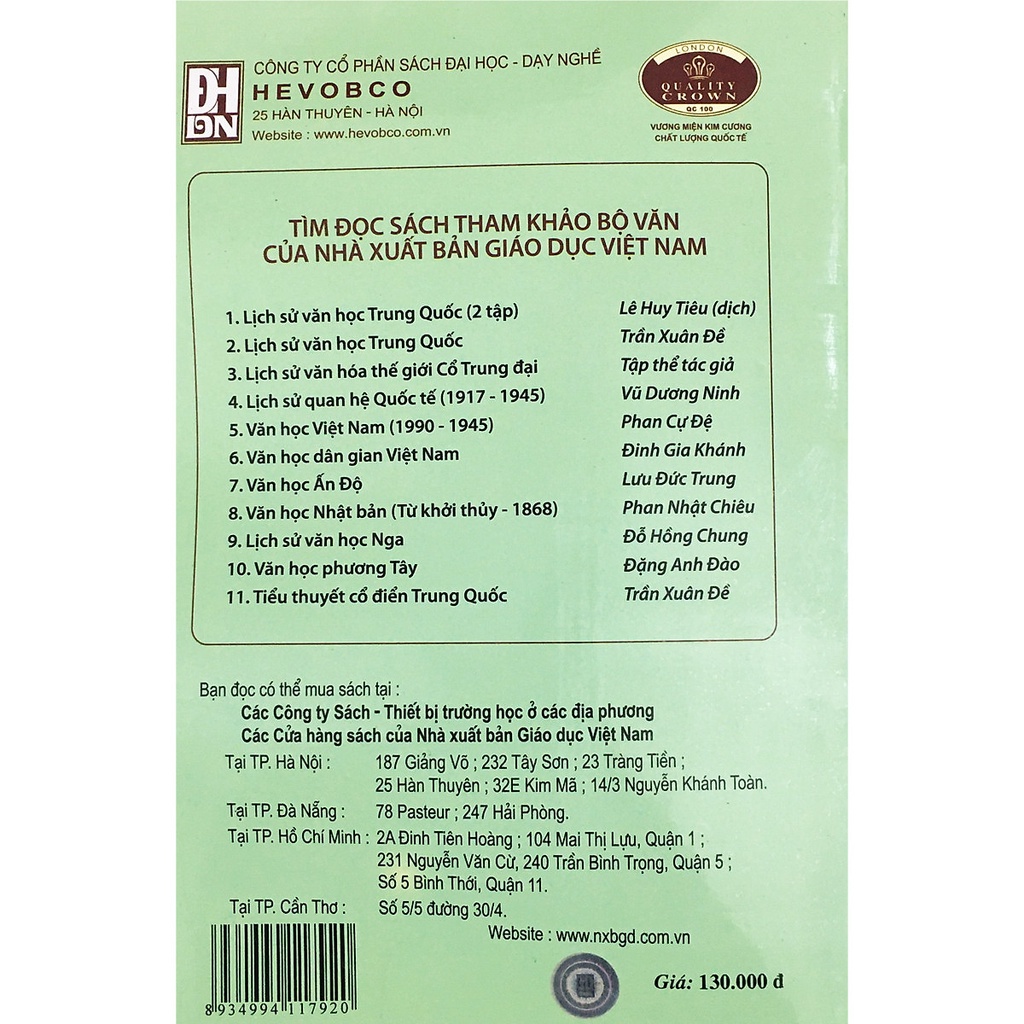 ĐH
DN
CÔNG TY CỔ PHẦN SÁCH ĐẠI HỌC - DẠY NGHỀ
HEVOBCO
25 HÀN THUYÊN - HÀ NỘI
Website : www.hevobco.com.vn
LONDON
QUALITY
CROWN
QC 100
VƯƠNG MIỆN KIM CƯƠNG
CHẤT LƯỢNG QUỐC TẾ
TÌM ĐỌC SÁCH THAM KHẢO BỘ VĂN
CỦA NHÀ XUẤT BẢN GIÁO DỤC VIỆT NAM
1. Lịch sử văn học Trung Quốc (2 tập) Lê Huy Tiêu (dịch)
2. Lịch sử văn học Trung Quốc Trần Xuân Đề
3. Lịch sử văn hóa thế giới Cổ Trung đại Tập thể tác giả
4. Lịch sử quan hệ Quốc tế (1917 - 1945) Vũ Dương Ninh
5. Văn học Việt Nam (1990 - 1945) Phan Cự Đệ
6. Văn học dân gian Việt Nam Đinh Gia Khánh
7. Văn học Ấn Độ Lưu Đức Trung
8. Văn học Nhật bản (Từ khởi thủy - 1868) Phan Nhật Chiêu
9. Lịch sử văn học Nga Đỗ Hồng Chung
10. Văn học phương Tây Đặng Anh Đào
11. Tiểu thuyết cổ điển Trung Quốc Trần Xuân Đề
Bạn đọc có thể mua sách tại :
Các Công ty Sách - Thiết bị trường học ở các địa phương
Các Cửa hàng sách của Nhà xuất bản Giáo dục Việt Nam
Tại TP. Hà Nội : 187 Giảng Võ ; 232 Tây Sơn ; 23 Tràng Tiền ;
25 Hàn Thuyên ; 32E Kim Mã ; 14/3 Nguyễn Khánh Toàn.
Tại TP. Đà Nẵng : 78 Pasteur ; 247 Hải Phòng.
Tại TP. Hồ Chí Minh : 2A Đinh Tiên Hoàng ; 104 Mai Thị Lựu, Quận 1 ;
231 Nguyễn Văn Cừ, 240 Trần Bình Trọng, Quận 5 ;
Số 5 Bình Thới, Quận 11.
Tại TP. Cần Thơ : Số 5/5 đường 30/4.
Website : www.nxbgd.com.vn
8 934994 117920
Giá: 130.000 đ